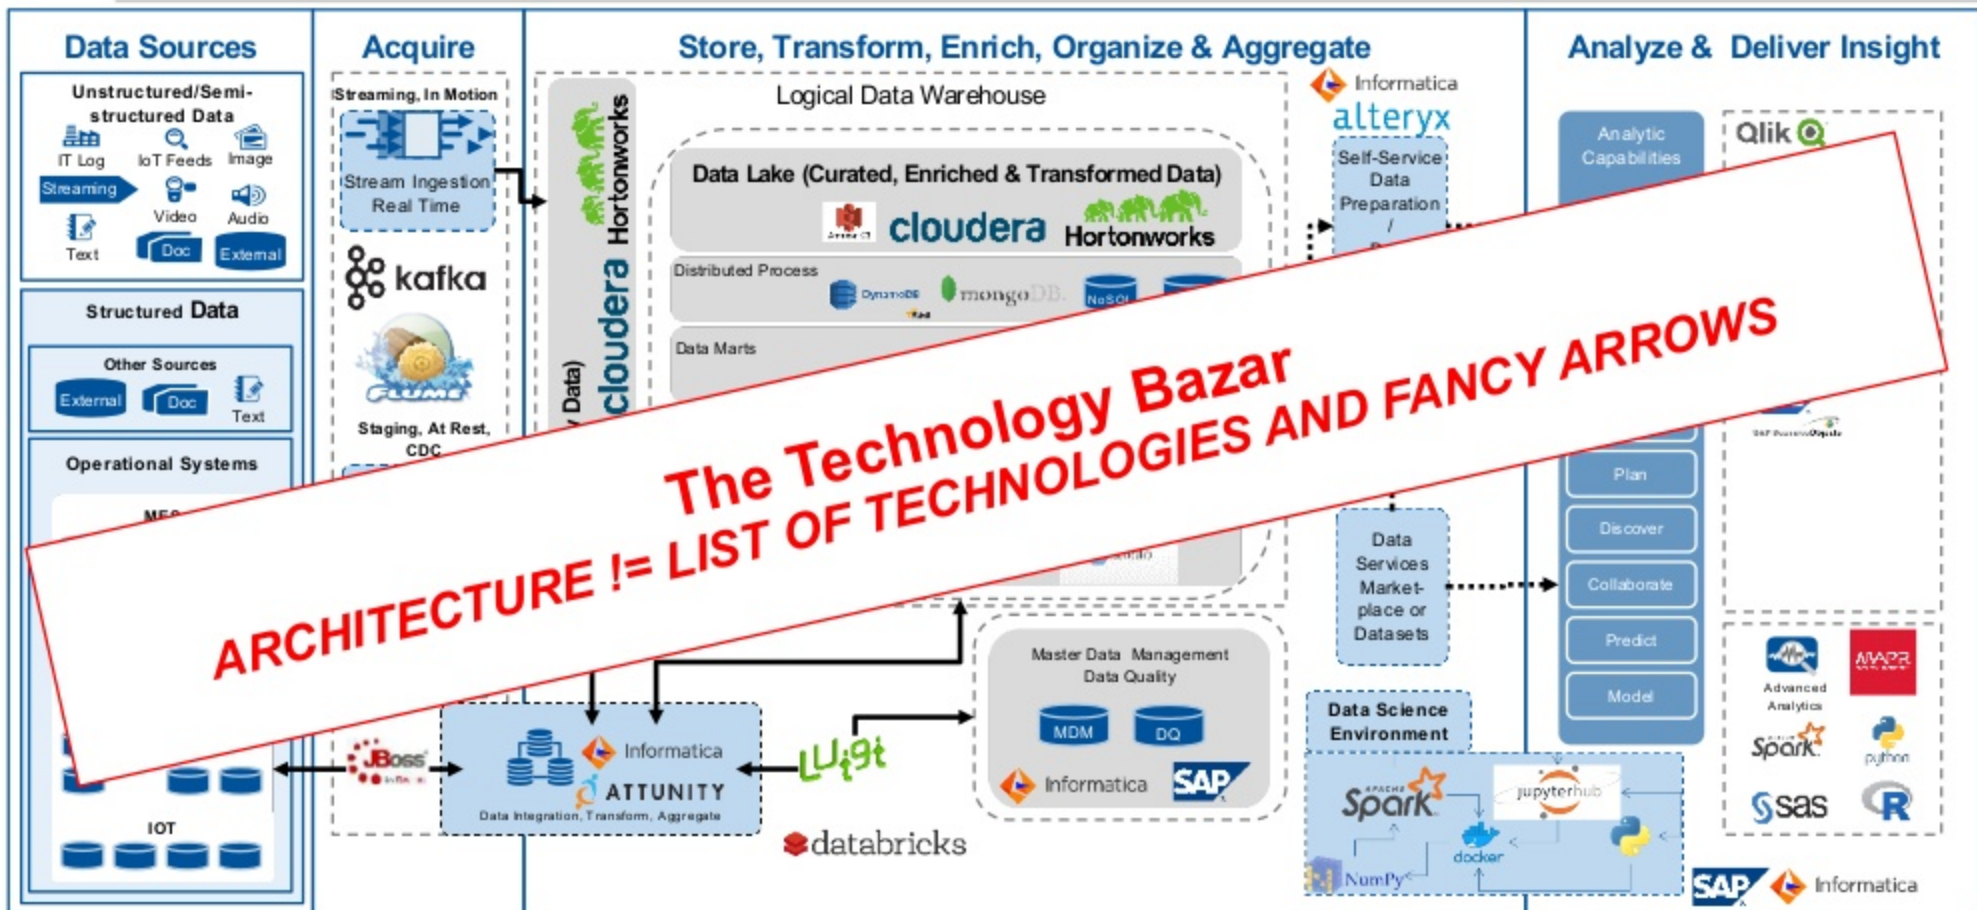 Data Sources
Unstructured/Semi-
structured Data
IT Log
IoT Feeds
Image
Streaming
Video
Audio
Text
Doc
External
Structured Data
Other Sources
External
Doc
Text
Operational Systems
IOT
Acquire
Streaming, In Motion
Stream Ingestion
Real Time
kafka
FLUME
Staging, At Rest,
CDC
JBoss
Store, Transform, Enrich, Organize & Aggregate
Logical Data Warehouse
cloudera Hortonworks
Data)
Data Lake (Curated, Enriched & Transformed Data)
cloudera
Hortonworks
Distributed Process
DynamoDB
mongoDB.
NoSQL
Data Marts
The Technology Bazar
ARCHITECTURE != LIST OF TECHNOLOGIES AND FANCY ARROWS
Informatica
ATTUNITY
Data Integration, Transform, Aggregate
Luigi
databricks
Master Data Management
Data Quality
MDM
DQ
Informatica
SAP
Informatica
alteryx
Self-Service
Data
Preparation
/
Data
Services
Market-
place or
Datasets
Data Science
Environment
APACHE
Spark
jupyterhub
docker
NumPy
Analyze & Deliver Insight
Analytic
Capabilities
Plan
Discover
Collaborate
Predict
Model
Qlik
Advanced
Analytics
MAPR
Spark
python
sas
R
SAP
Informatica